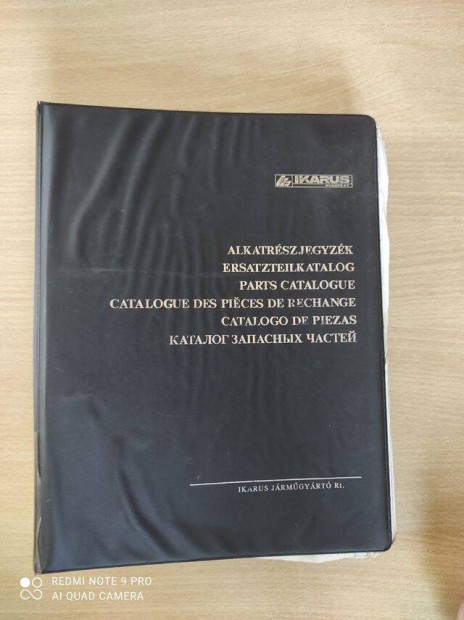 IKARUS
ALKATRÉSZJEGYZÉK
ERSATZTEILKATALOG
PARTS CATALOGUE
CATALOGUE DES PIĔCES DE RECHANGE
CATALOGO DE PIEZAS
КАТАЛОГ ЗАПАСНЫХ ЧАСТЕЙ
IKARUS JÁRMŰGYÁRTÓ Rt.
REDMI NOTE 9 PRO
AI QUAD CAMERA